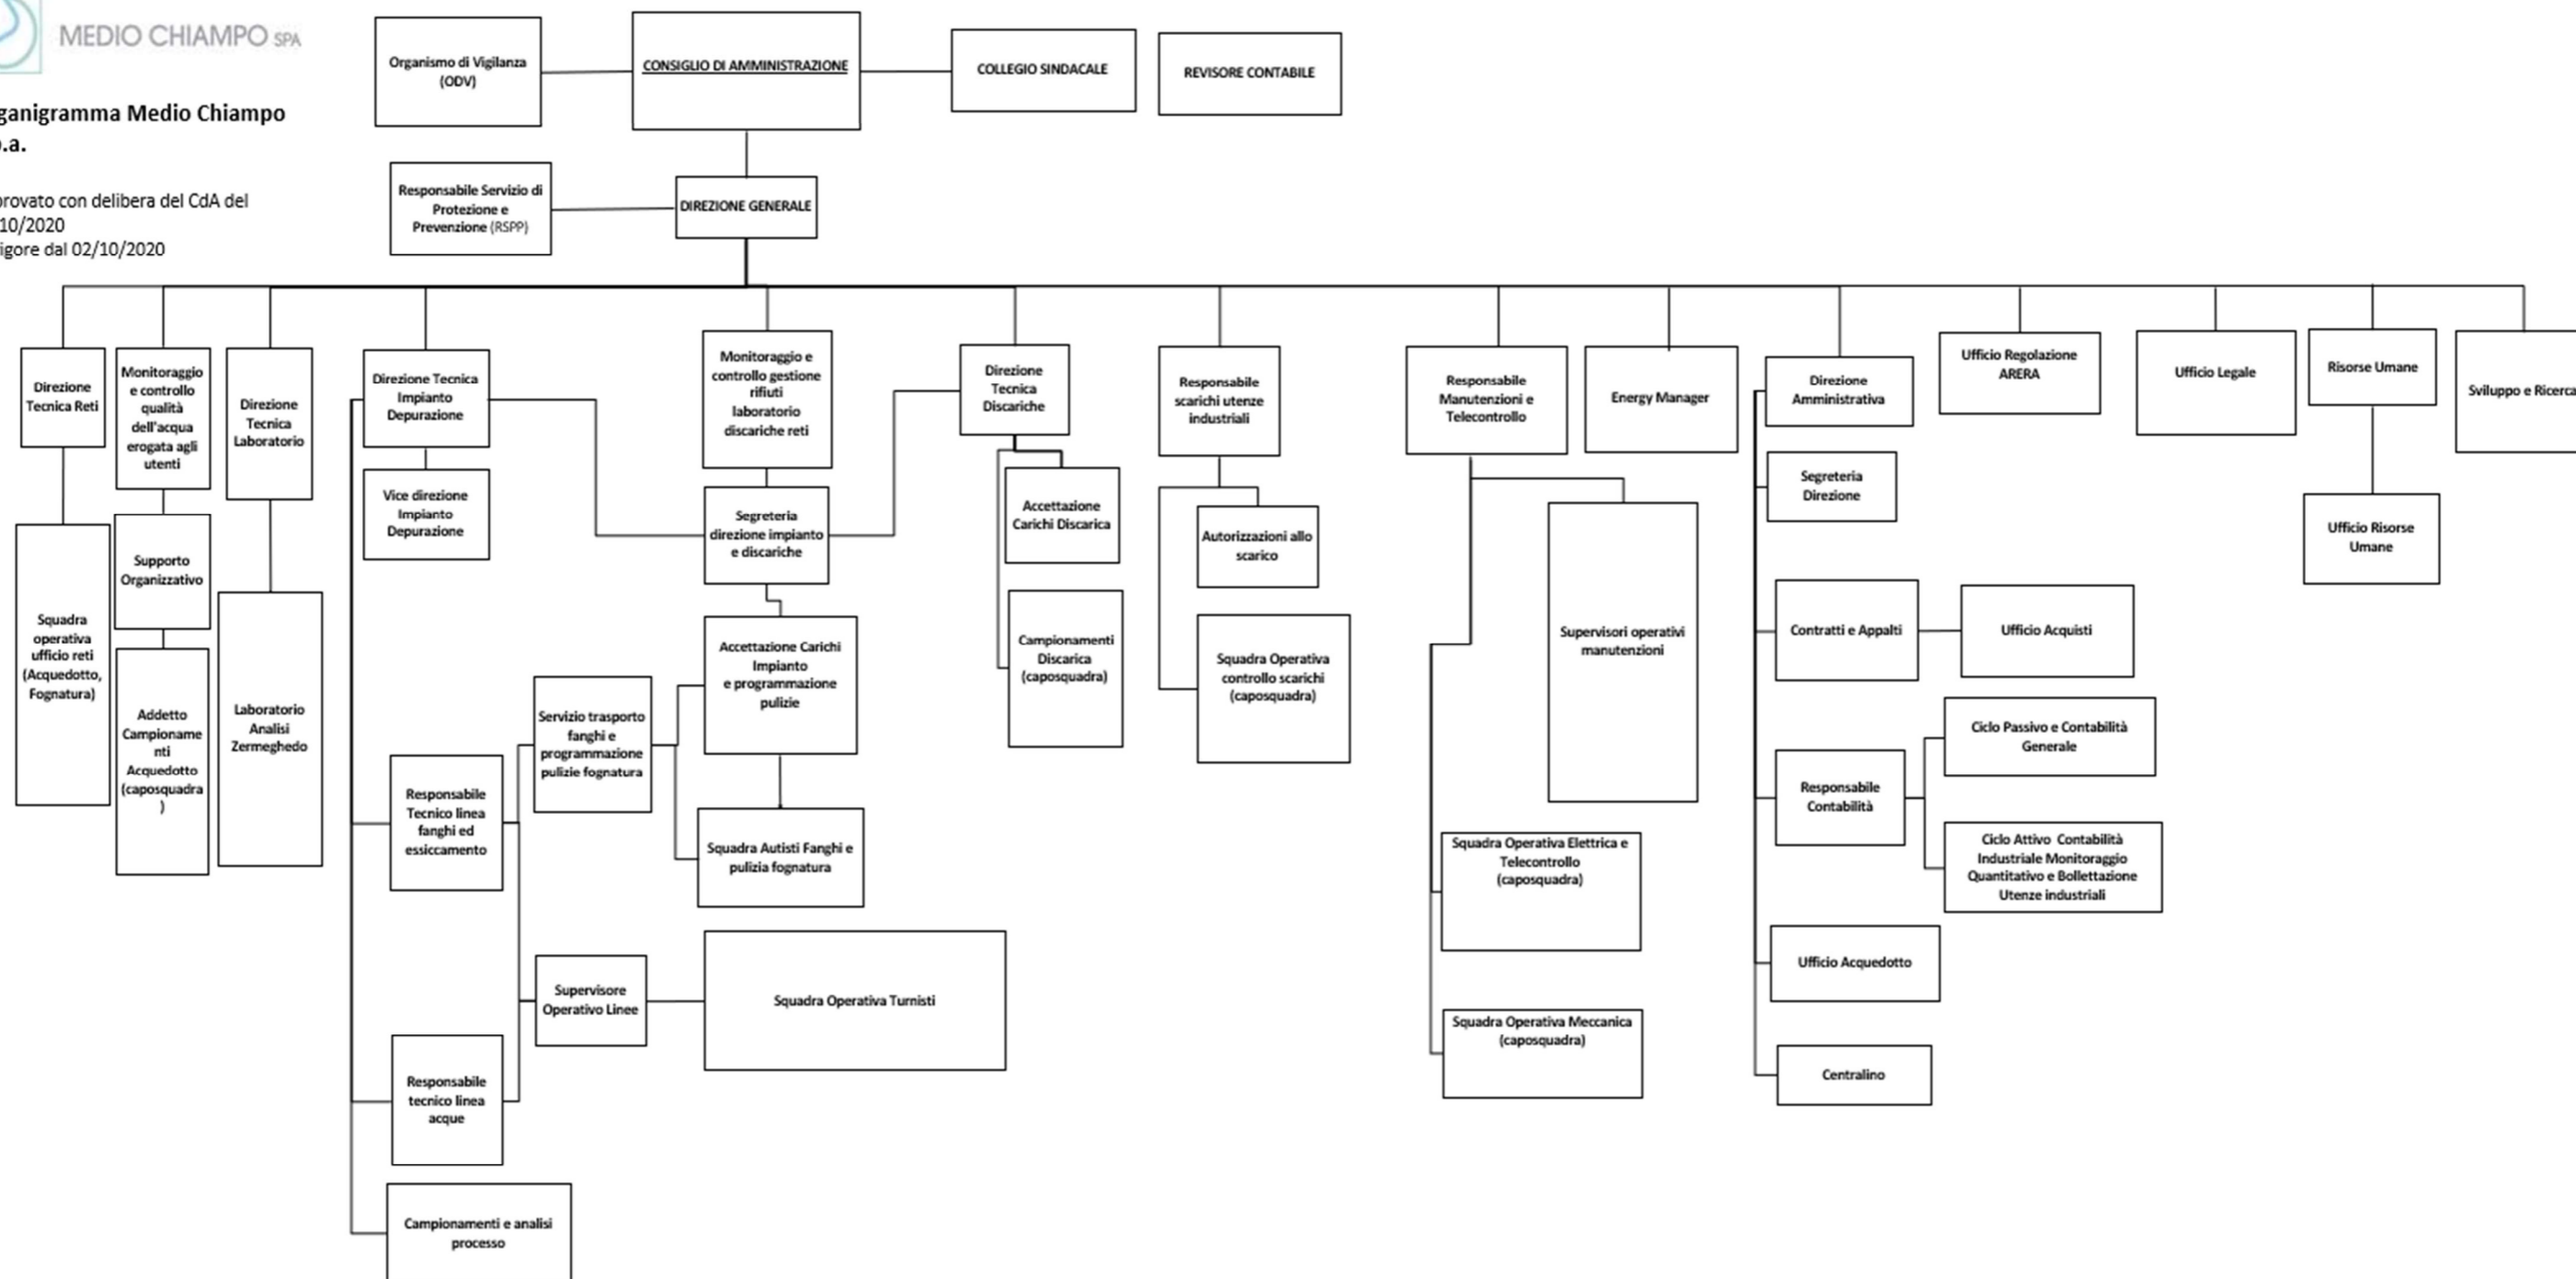 MEDIO CHIAMPO SPA
ganigramma Medio Chiampo
.a.
rovato con delibera del CdA del
10/2020
igore dal 02/10/2020
Organismo di Vigilanza
(ODV)
CONSIGLIO DI AMMINISTRAZIONE
COLLEGIO SINDACALE
REVISORE CONTABILE
Responsabile Servizio di
Protezione e
Prevenzione (RSPP)
DIREZIONE GENERALE
Direzione
Tecnica Reti
Monitoraggio
e controllo
qualità
dell'acqua
erogata agli
utenti
Direzione
Tecnica
Laboratorio
Direzione Tecnica
Impianto
Depurazione
Monitoraggio e
controllo gestione
rifiuti
laboratorio
discariche reti
Direzione
Tecnica
Discariche
Responsabile
scarichi utenze
industriali
Responsabile
Manutenzioni e
Telecontrollo
Energy Manager
Direzione
Amministrativa
Ufficio Regolazione
ARERA
Ufficio Legale
Risorse Umane
Sviluppo e Ricerca
Vice direzione
Impianto
Depurazione
Segreteria
direzione impianto
e discariche
Accettazione
Carichi Discarica
Autorizzazioni allo
scarico
Segreteria
Direzione
Ufficio Risorse
Umane
Squadra
operativa
ufficio reti
(Acquedotto,
Fognatura)
Supporto
Organizzativo
Addetto
Campioname
nti
Acquedotto
(caposquadra
)
Laboratorio
Analisi
Zermeghedo
Accettazione Carichi
Impianto
e programmazione
pulizie
Campionamenti
Discarica
(caposquadra)
Squadra Operativa
controllo scarichi
(caposquadra)
Supervisori operativi
manutenzioni
Contratti e Appalti
Ufficio Acquisti
Servizio trasporto
fanghi e
programmazione
pulizie fognatura
Responsabile
Tecnico linea
fanghi ed
essiccamento
Squadra Autisti Fanghi e
pulizia fognatura
Squadra Operativa Elettrica e
Telecontrollo
(caposquadra)
Responsabile
Contabilità
Ciclo Passivo e Contabilità
Generale
Ciclo Attivo Contabilità
Industriale Monitoraggio
Quantitativo e Bollettazione
Utenze industriali
Supervisore
Operativo Linee
Squadra Operativa Turnisti
Ufficio Acquedotto
Squadra Operativa Meccanica
(caposquadra)
Responsabile
tecnico linea
acque
Centralino
Campionamenti e analisi
processo